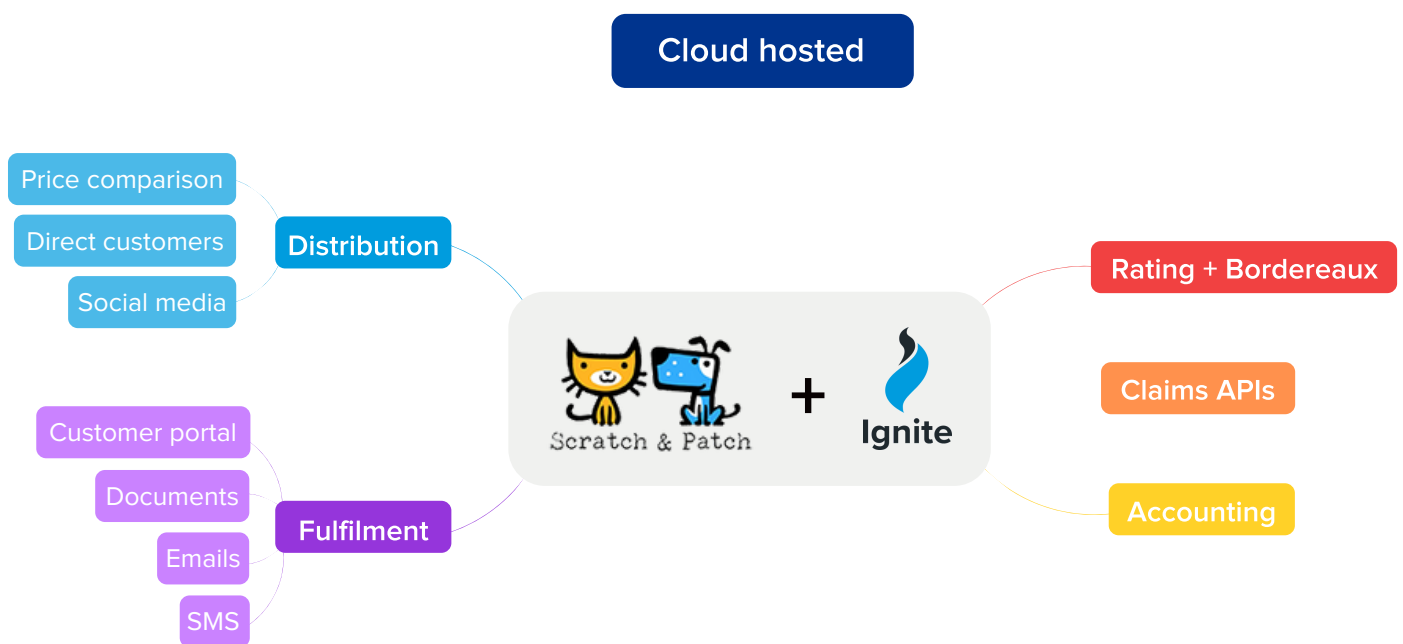 Cloud hosted
Price comparison
Direct customers
Social media
Distribution
Customer portal
Documents
Emails
SMS
Fulfilment
Scratch & Patch
+
Ignite
Rating + Bordereaux
Claims APIs
Accounting